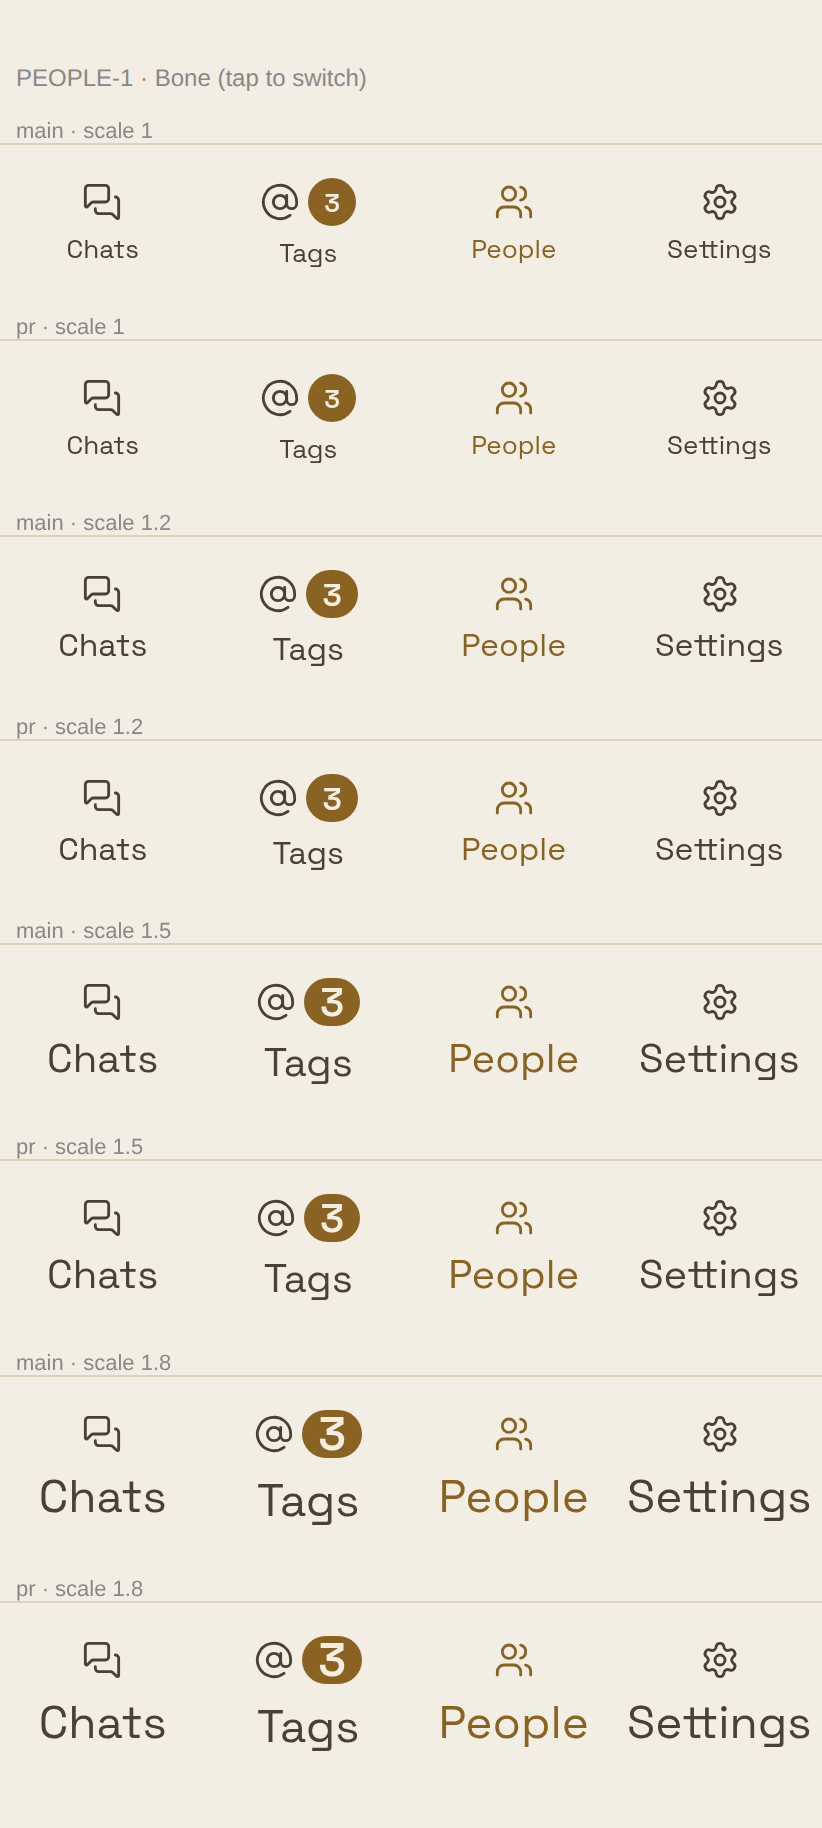 PEOPLE-1 · Bone (tap to switch)
main · scale 1
3
Chats Tags People Settings
pr · scale 1
3
Chats Tags People Settings
main · scale 1.2
3
Chats Tags People Settings
pr · scale 1.2
3
Chats Tags People Settings
main · scale 1.5
3
Chats Tags People Settings
pr · scale 1.5
3
Chats Tags People Settings
main · scale 1.8
3
Chats Tags People Settings
pr · scale 1.8
3
Chats Tags People Settings